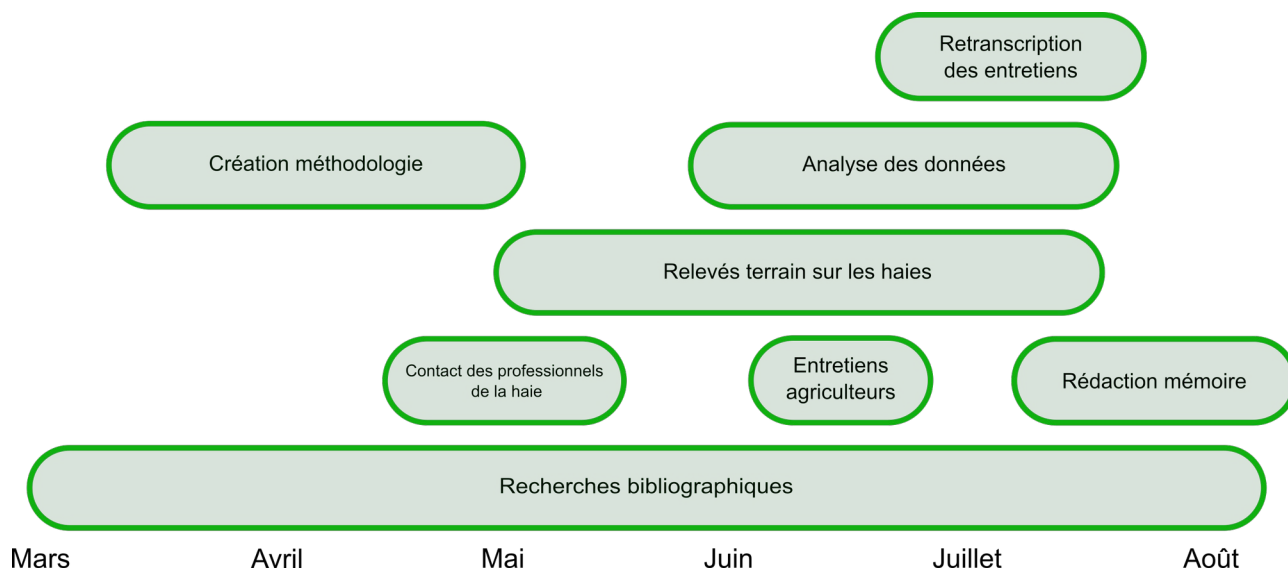 Retranscription
des entretiens
Création méthodologie
Analyse des données
Relevés terrain sur les haies
Contact des professionnels
de la haie
Entretiens
agriculteurs
Rédaction mémoire
Recherches bibliographiques
Mars
Avril
Mai
Juin
Juillet
Août